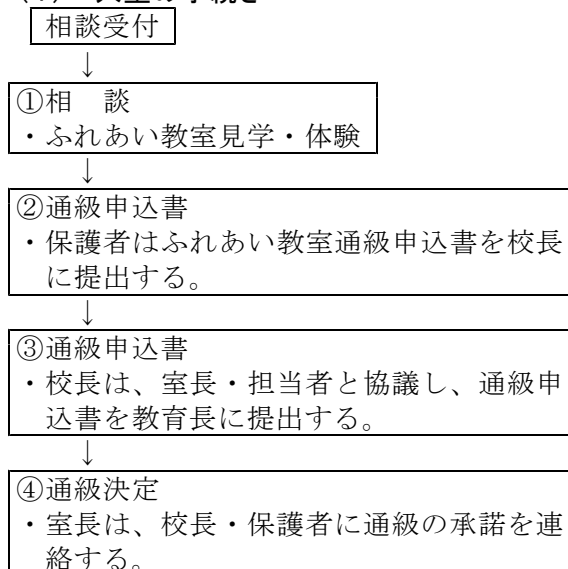 相談受付
↓
①相　談
・ふれあい教室見学・体験
↓
②通級申込書
・保護者はふれあい教室通級申込書を校長
に提出する。
↓
③通級申込書
・校長は、室長・担当者と協議し、通級申
込書を教育長に提出する。
↓
④通級決定
・室長は、校長・保護者に通級の承諾を連
絡する。